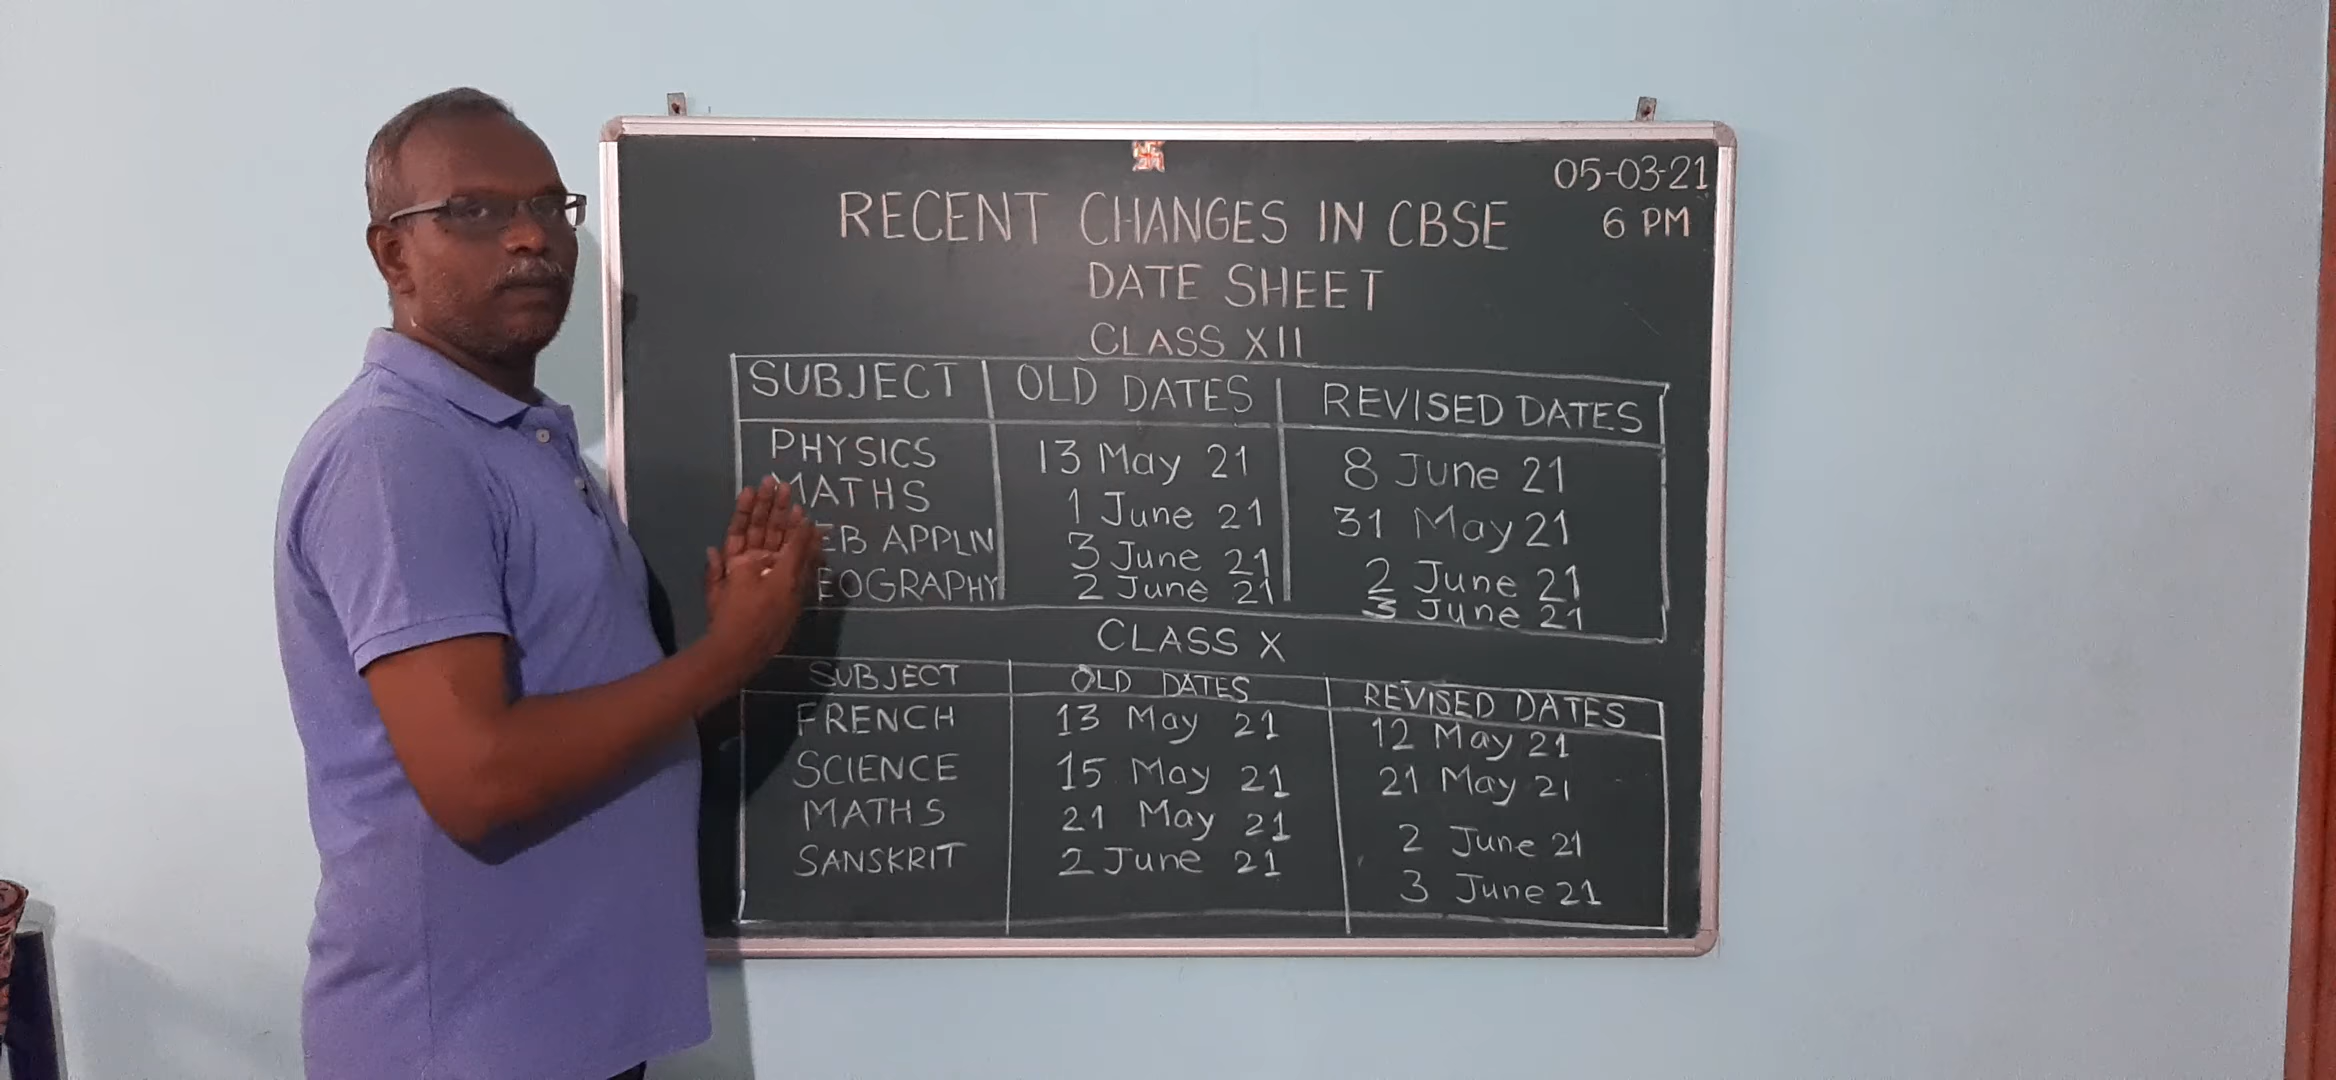 05-03-21
6 PM
RECENT CHANGES IN CBSE
DATE SHEET
CLASS XII
SUBJECT OLD DATES REVISED DATES
PHYSICS 13 May 21 8 June 21
MATHS 1 June 21 31 May 21
EB APPLN 3 June 21 2 June 21
EOGRAPHY 2 June 21 3 June 21
CLASS X
SUBJECT OLD DATES REVISED DATES
FRENCH 13 May 21 12 May 21
SCIENCE 15 May 21 21 May 21
MATHS 21 May 21 2 June 21
SANSKRIT 2 June 21 3 June 21